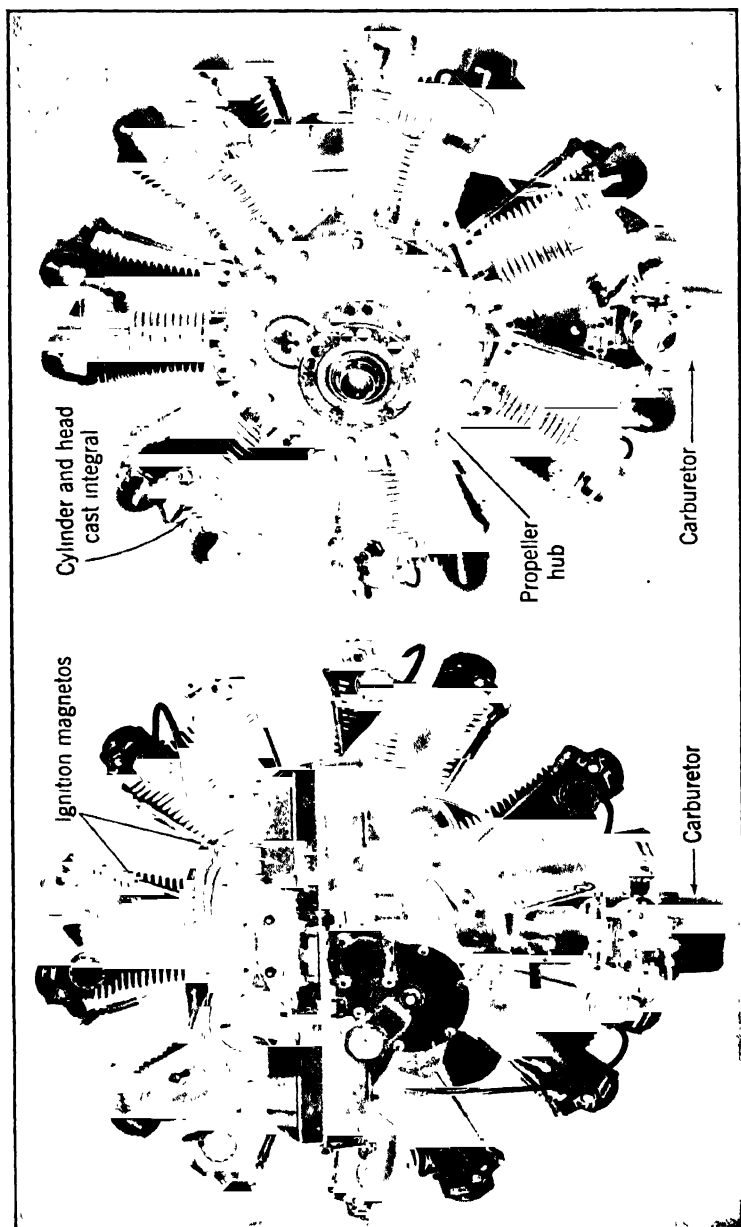 Ignition magnetos
Carburetor
Cylinder and head
cast integral
Propeller
hub
Carburetor